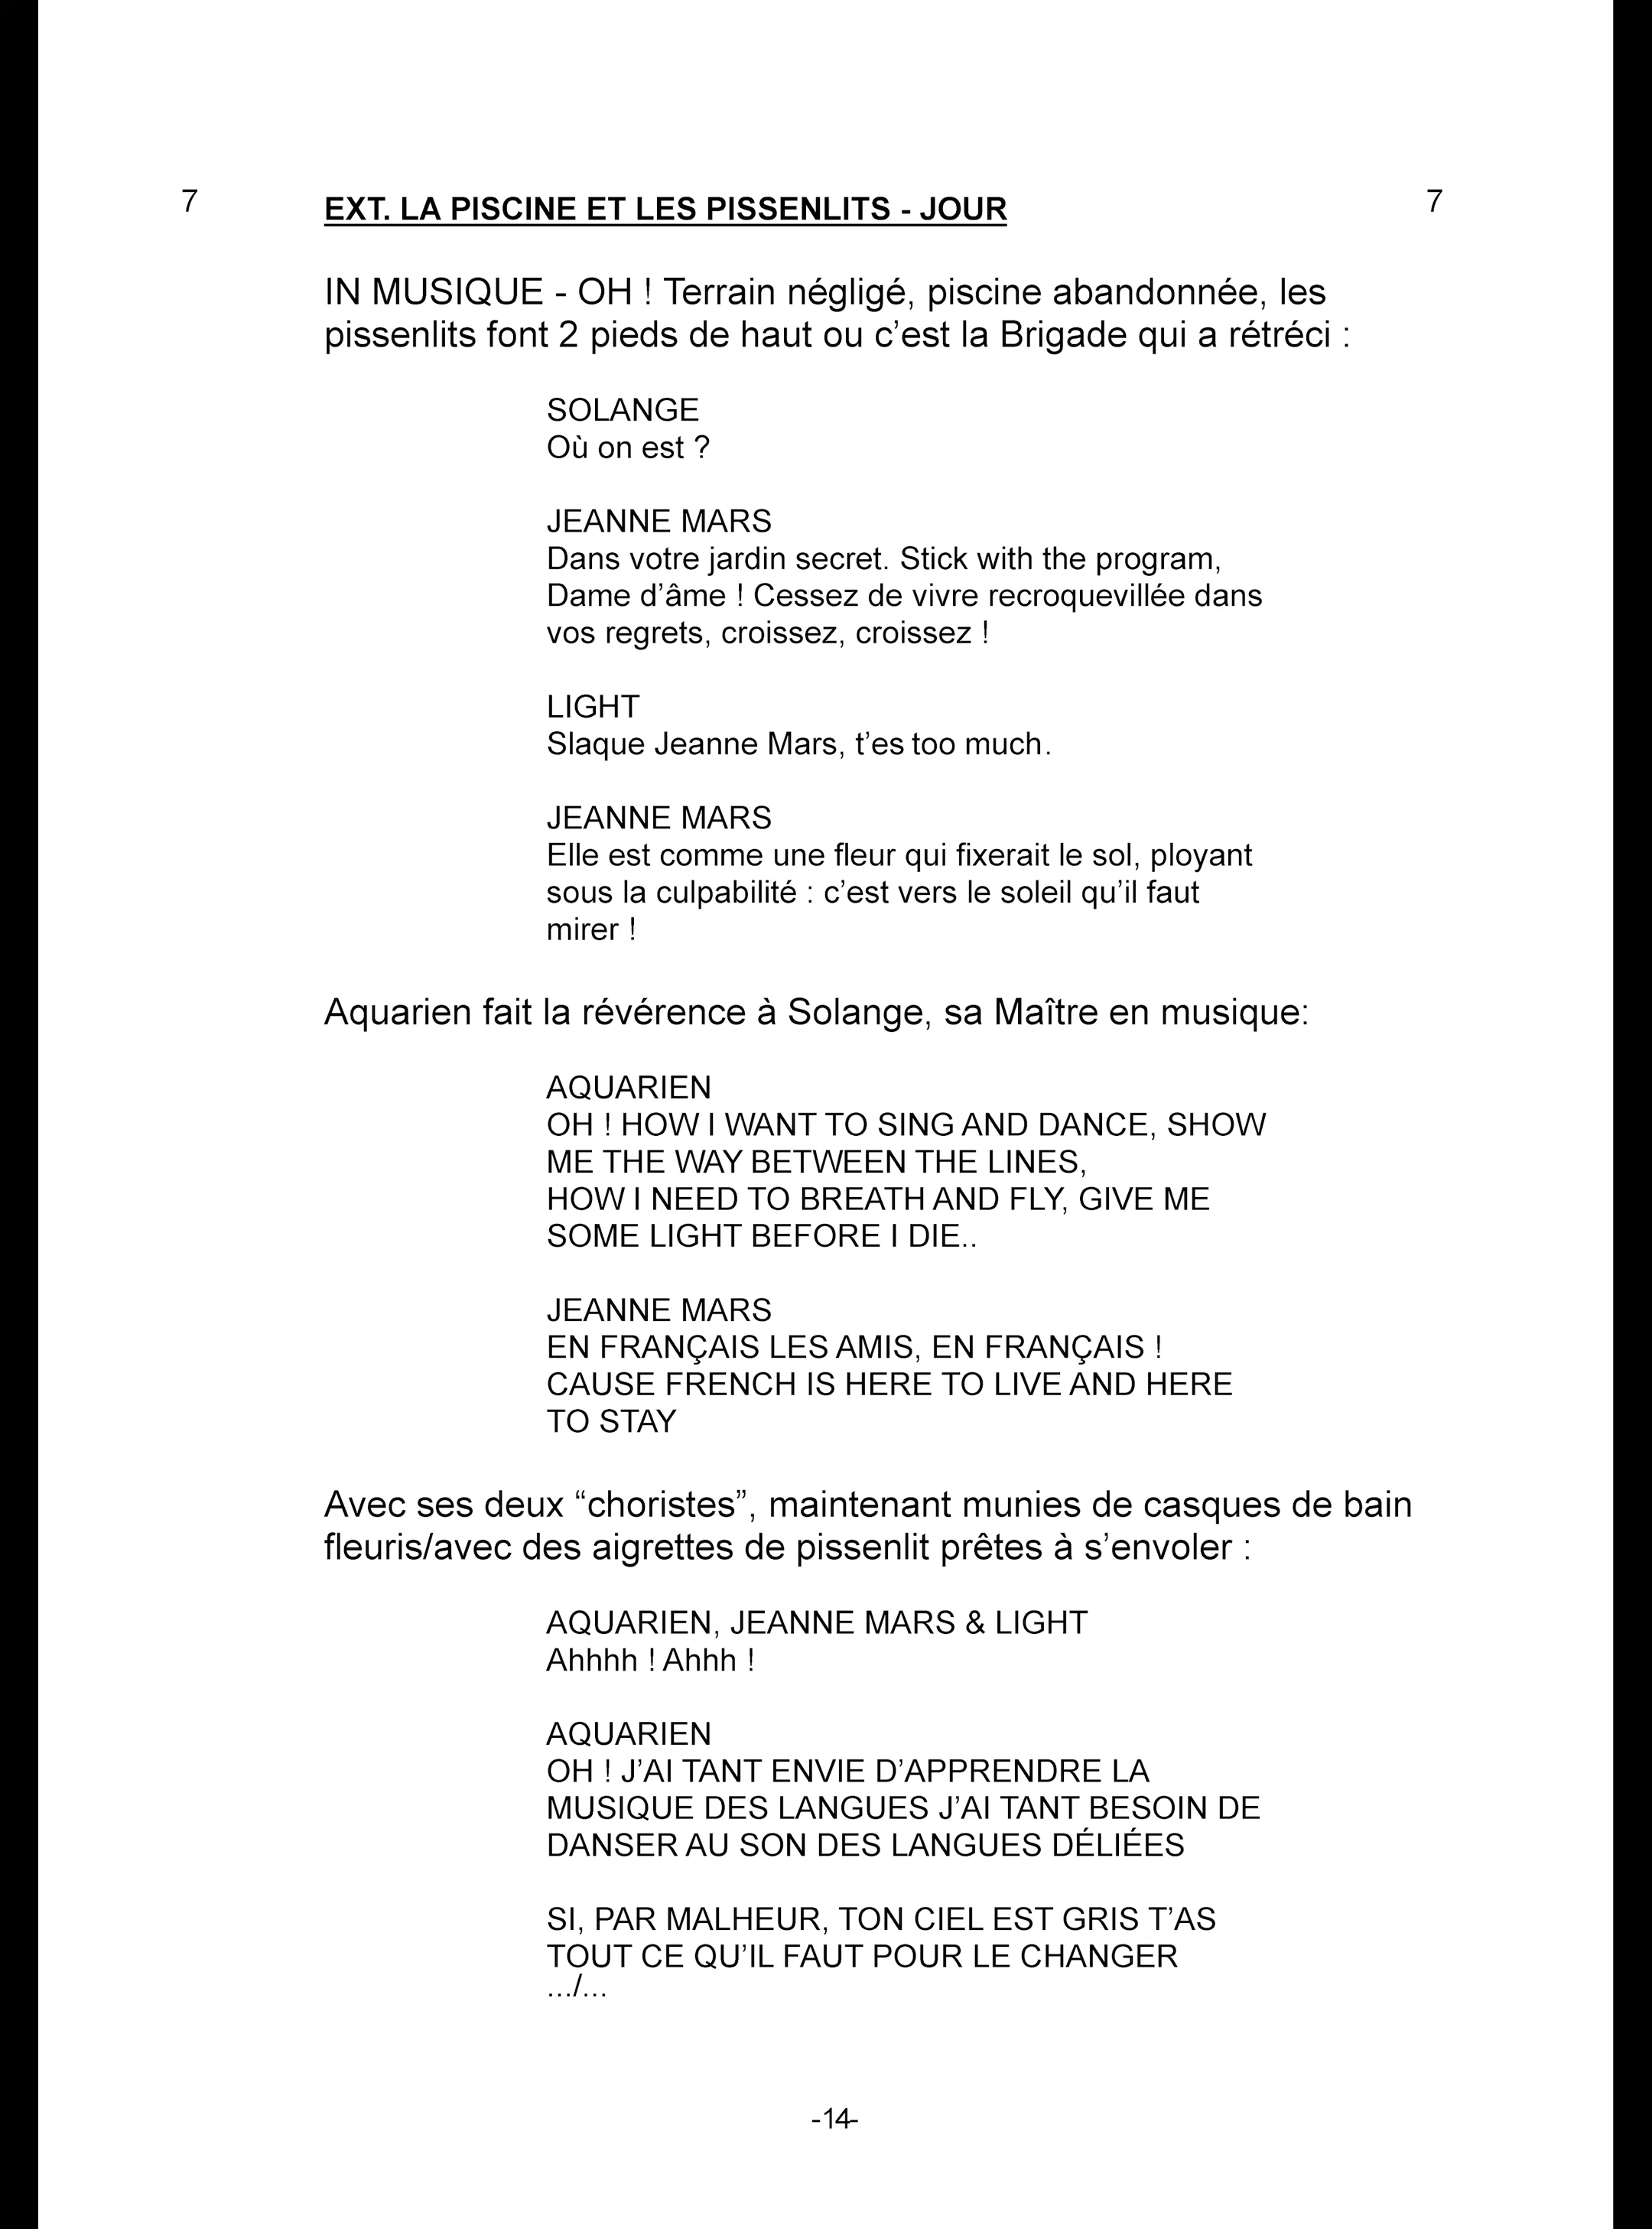 7 EXT. LA PISCINE ET LES PISSENLITS - JOUR 7
IN MUSIQUE - OH ! Terrain négligé, piscine abandonnée, les
pissenlits font 2 pieds de haut ou c’est la Brigade qui a rétréci :
SOLANGE
Où on est ?
JEANNE MARS
Dans votre jardin secret. Stick with the program,
Dame d’âme ! Cessez de vivre recroquevillée dans
vos regrets, croissez, croissez !
LIGHT
Slaque Jeanne Mars, t’es too much.
JEANNE MARS
Elle est comme une fleur qui fixerait le sol, ployant
sous la culpabilité : c’est vers le soleil qu’il faut
mirer !
Aquarien fait la révérence à Solange, sa Maître en musique:
AQUARIEN
OH ! HOW I WANT TO SING AND DANCE, SHOW
ME THE WAY BETWEEN THE LINES,
HOW I NEED TO BREATH AND FLY, GIVE ME
SOME LIGHT BEFORE I DIE..
JEANNE MARS
EN FRANÇAIS LES AMIS, EN FRANÇAIS !
CAUSE FRENCH IS HERE TO LIVE AND HERE
TO STAY
Avec ses deux “choristes”, maintenant munies de casques de bain
fleuris/avec des aigrettes de pissenlit prêtes à s’envoler :
AQUARIEN, JEANNE MARS & LIGHT
Ahhhh ! Ahhh !
AQUARIEN
OH ! J’AI TANT ENVIE D’APPRENDRE LA
MUSIQUE DES LANGUES J’AI TANT BESOIN DE
DANSER AU SON DES LANGUES DÉLIÉES
SI, PAR MALHEUR, TON CIEL EST GRIS T’AS
TOUT CE QU’IL FAUT POUR LE CHANGER
.../...
-14-